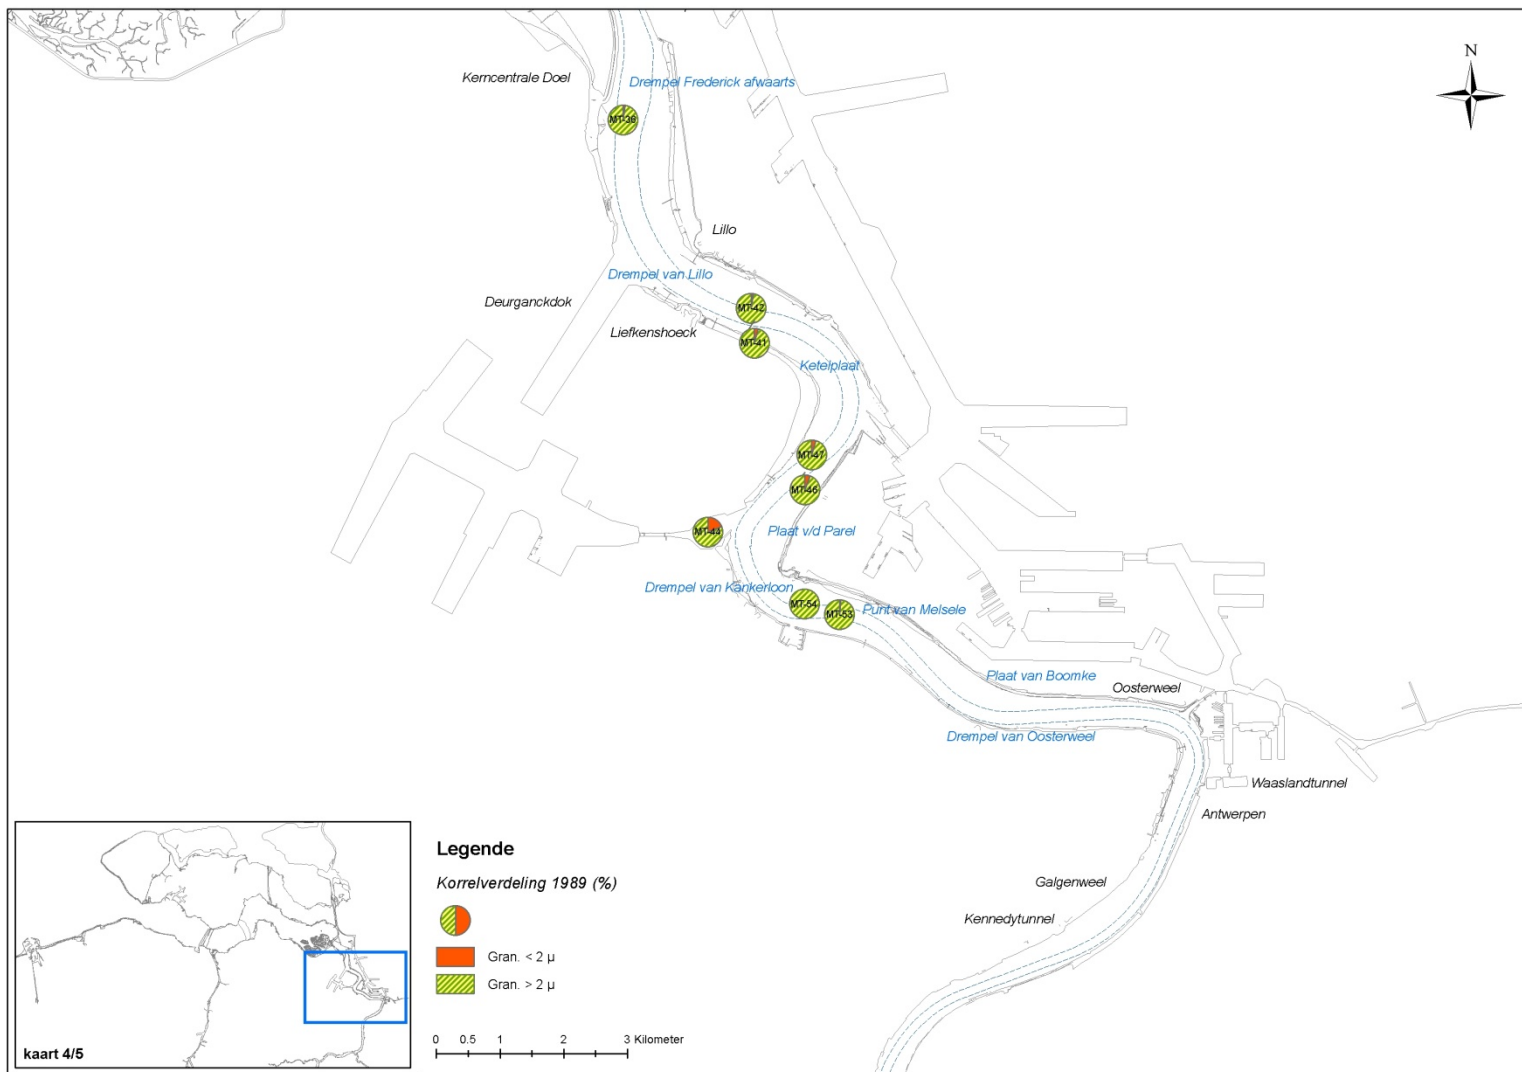 N
Kerncentrale Doel
Drempel Frederick afwaarts
MT-38
Lillo
Drempel van Lillo
Deurganckdok
MT-42
Liefkenshoeck
MT-41
Ketelplaat
MT-47
MT-46
MT-44
Plaat v/d Parel
Drempel van Kankerloon
MT-54
MT-53
Punt van Melsele
Plaat van Boomke
Oosterweel
Drempel van Oosterweel
Waaslandtunnel
Antwerpen
Galgenweel
Kennedytunnel
Legende
Korrelverdeling 1989 (%)
Gran. < 2 µ
Gran. > 2 µ
0 0.5 1 2 3 Kilometer
kaart 4/5